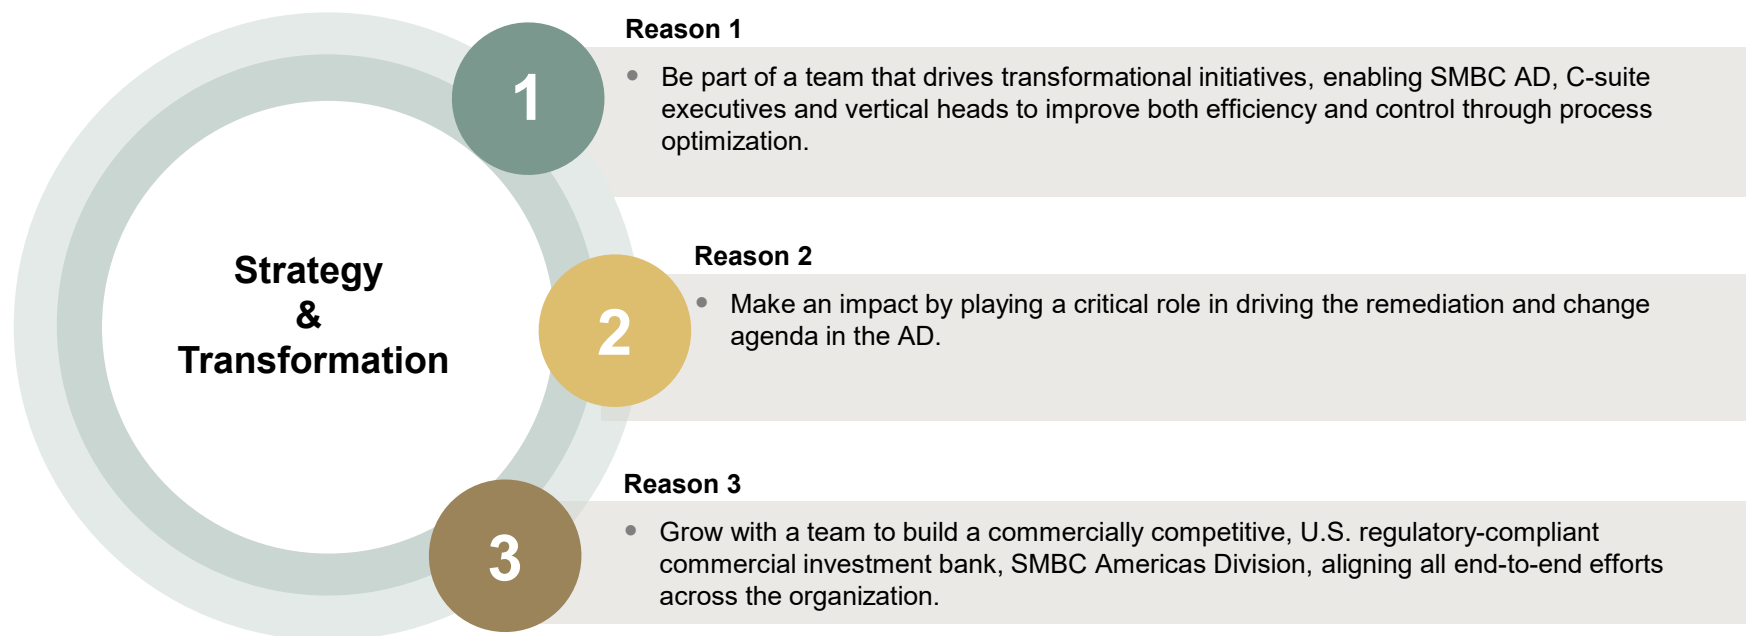 Strategy
&
Transformation
1
Reason 1
• Be part of a team that drives transformational initiatives, enabling SMBC AD, C-suite
executives and vertical heads to improve both efficiency and control through process
optimization.
2
Reason 2
• Make an impact by playing a critical role in driving the remediation and change
agenda in the AD.
3
Reason 3
• Grow with a team to build a commercially competitive, U.S. regulatory-compliant
commercial investment bank, SMBC Americas Division, aligning all end-to-end efforts
across the organization.